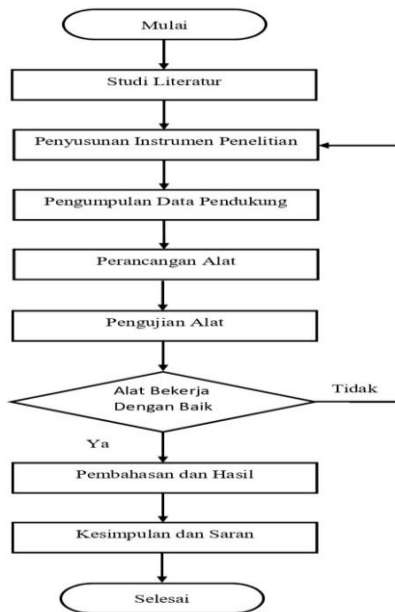 Mulai
Studi Literatur
Penyusunan Instrumen Penelitian
Pengumpulan Data Pendukung
Perancangan Alat
Pengujian Alat
Alat Bekerja
Dengan Baik
Tidak
Ya
Pembahasan dan Hasil
Kesimpulan dan Saran
Selesai